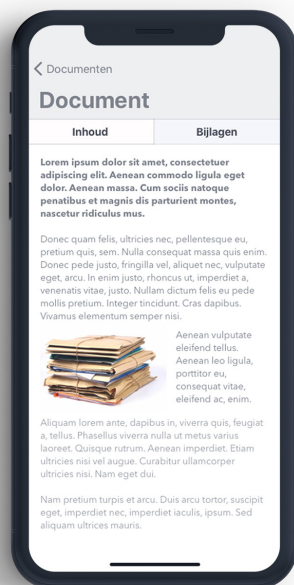 Documenten
Document
Inhoud
Bijlagen
Lorem ipsum dolor sit amet, consectetuer
adipiscing elit. Aenean commodo ligula eget
dolor. Aenean massa. Cum sociis natoque
penatibus et magnis dis parturient montes,
nascetur ridiculus mus.
Donec quam felis, ultricies nec, pellentesque eu,
pretium quis, sem. Nulla consequat massa quis enim.
Donec pede justo, fringilla vel, aliquet nec, vulputate
eget, arcu. In enim justo, rhoncus ut, imperdiet a,
venenatis vitae, justo. Nullam dictum felis eu pede
mollis pretium. Integer tincidunt. Cras dapibus.
Vivamus elementum semper nisi.
Aenean vulputate
eleifend tellus.
Aenean leo ligula,
porttitor eu,
consequat vitae,
eleifend ac, enim.
Aliquam lorem ante, dapibus in, viverra quis, feugiat
a, tellus. Phasellus viverra nulla ut metus varius
laoreet. Quisque rutrum. Aenean imperdiet. Etiam
ultricies nisi vel augue. Curabitur ullamcorper
ultricies nisi. Nam eget dui.
Nam pretium turpis et arcu. Duis arcu tortor, suscipit
eget, imperdiet nec, imperdiet iaculis, ipsum. Sed
aliquam ultrices mauris.